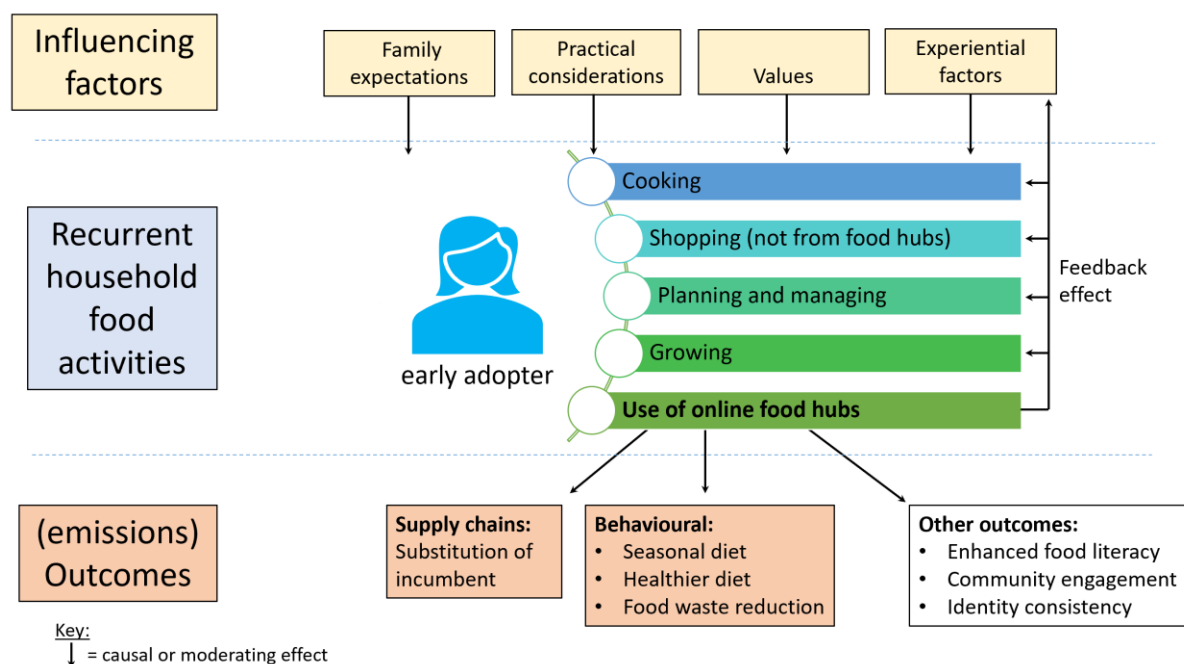 Influencing
factors
Family
expectations
Practical
considerations
Values
Experiential
factors
Recurrent
household
food
activities
early adopter
Cooking
Shopping (not from food hubs)
Planning and managing
Growing
Use of online food hubs
Feedback
effect
(emissions)
Outcomes
Supply chains:
Substitution of
incumbent
Behavioural:
• Seasonal diet
• Healthier diet
• Food waste reduction
Other outcomes:
• Enhanced food literacy
• Community engagement
• Identity consistency
Key:
= causal or moderating effect